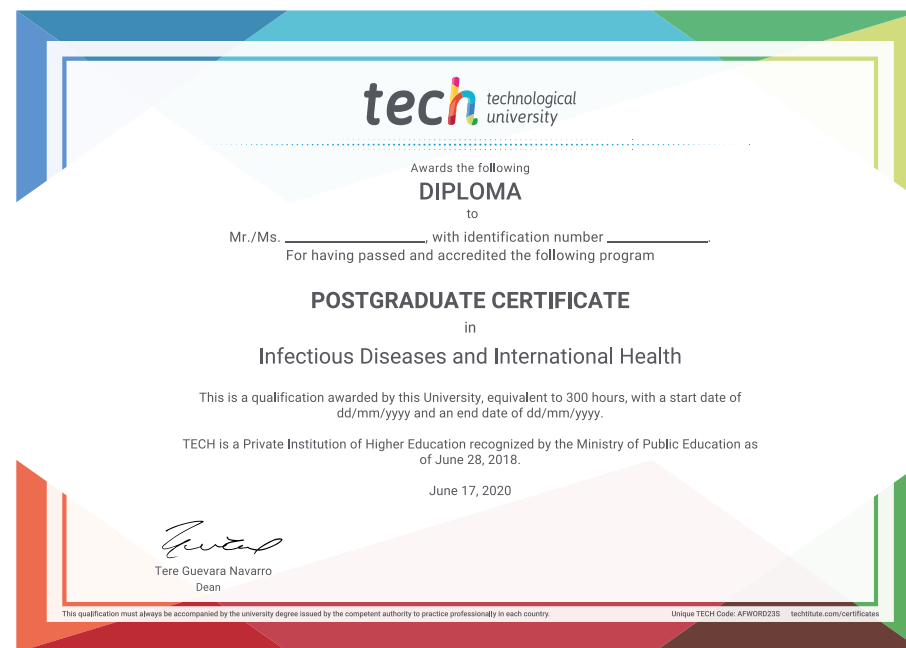 tech technological
university
Awards the following
DIPLOMA
to
Mr./Ms. ____________________, with identification number ______________.
For having passed and accredited the following program
POSTGRADUATE CERTIFICATE
in
Infectious Diseases and International Health
This is a qualification awarded by this University, equivalent to 300 hours, with a start date of
dd/mm/yyyy and an end date of dd/mm/yyyy.
TECH is a Private Institution of Higher Education recognized by the Ministry of Public Education as
of June 28, 2018.
June 17, 2020
Tere Guevara Navarro
Dean
This qualification must always be accompanied by the university degree issued by the competent authority to practice professionally in each country. Unique TECH Code: AFWORD23S techtitute.com/certificates